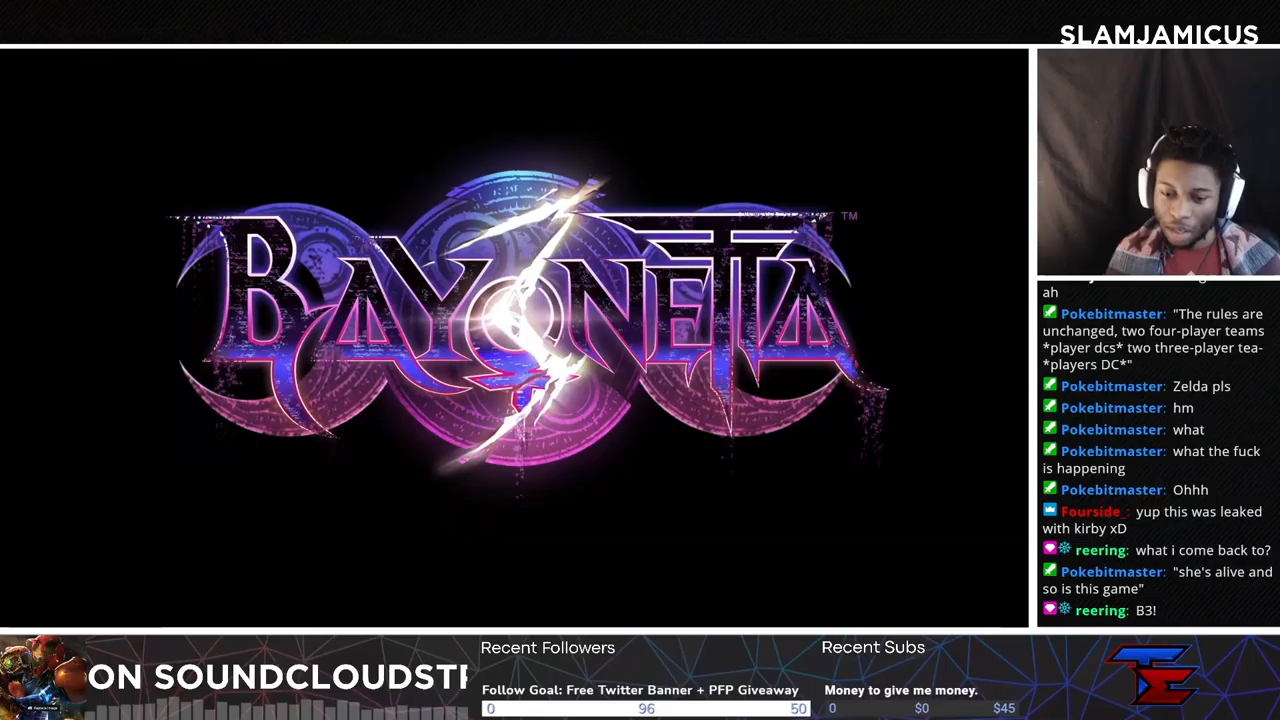 SLAMJAMICUS
BAYONETTA
3
™
ah
Pokebitmaster: "The rules are
unchanged, two four-player teams
*player dcs* two three-player tea-
*players DC*"
Pokebitmaster: Zelda pls
Pokebitmaster: hm
Pokebitmaster: what
Pokebitmaster: what the fuck
is happening
Pokebitmaster: Ohhh
Fourside_: yup this was leaked
with kirby xD
reering: what i come back to?
Pokebitmaster: "she's alive and
so is this game"
reering: B3!
ON SOUNDCLOUDSTR
Recent Followers
Follow Goal: Free Twitter Banner + PFP Giveaway
0 96 50
Recent Subs
Money to give me money.
0 $0 $45